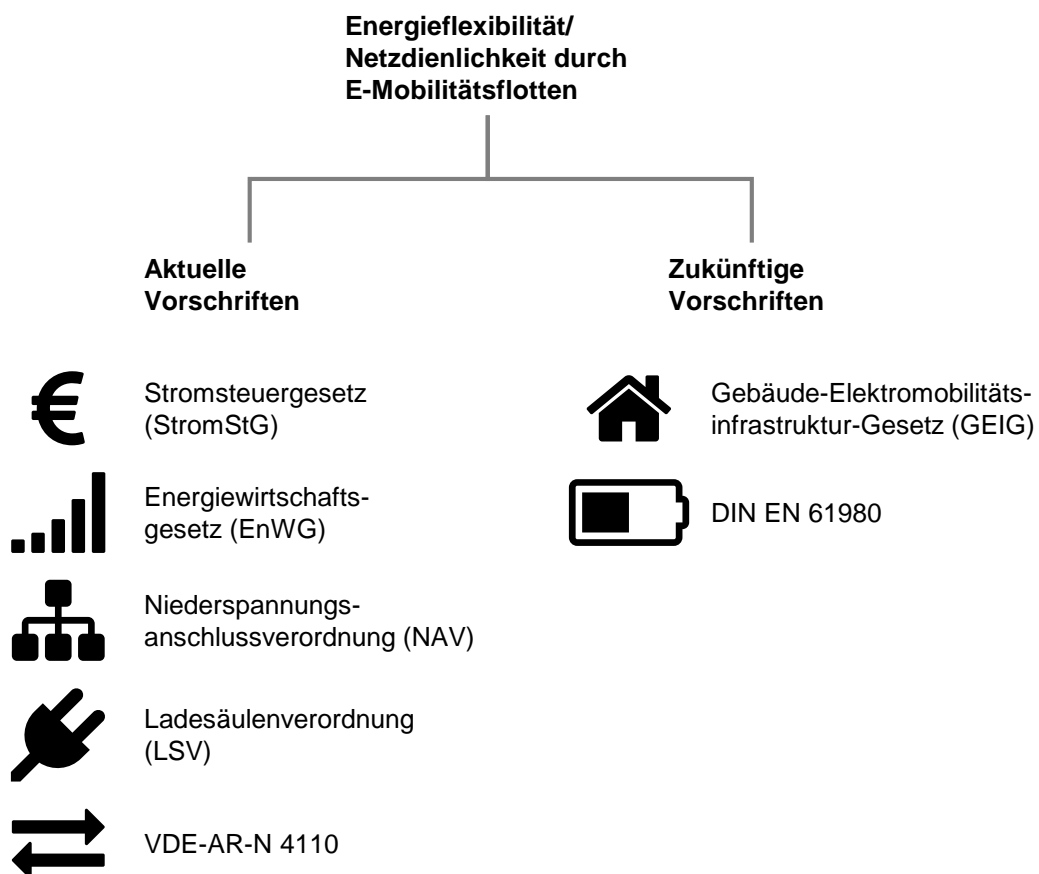 Energieflexibilität/
Netzdienlichkeit durch
E-Mobilitätsflotten
Aktuelle
Vorschriften
Stromsteuergesetz
(StromStG)
Energiewirtschafts-
gesetz (EnWG)
Niederspannungs-
anschlussverordnung (NAV)
Ladesäulenverordnung
(LSV)
VDE-AR-N 4110
Zukünftige
Vorschriften
Gebäude-Elektromobilitäts-
infrastruktur-Gesetz (GEIG)
DIN EN 61980